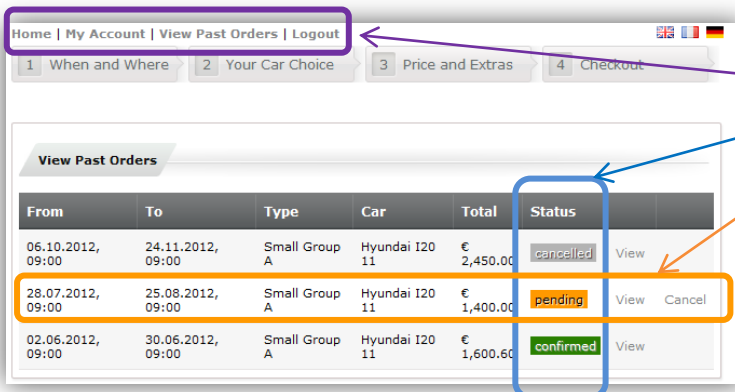 Home | My Account | View Past Orders | Logout
1 When and Where 2 Your Car Choice 3 Price and Extras 4 Checkout
View Past Orders
From To Type Car Total Status
06.10.2012, 24.11.2012, Small Group Hyundai I20 € cancelled View
09:00 09:00 A 11 2,450.00
28.07.2012, 25.08.2012, Small Group Hyundai I20 € pending View Cancel
09:00 09:00 A 11 1,400.00
02.06.2012, 30.06.2012, Small Group Hyundai I20 € confirmed View
09:00 09:00 A 11 1,600.60